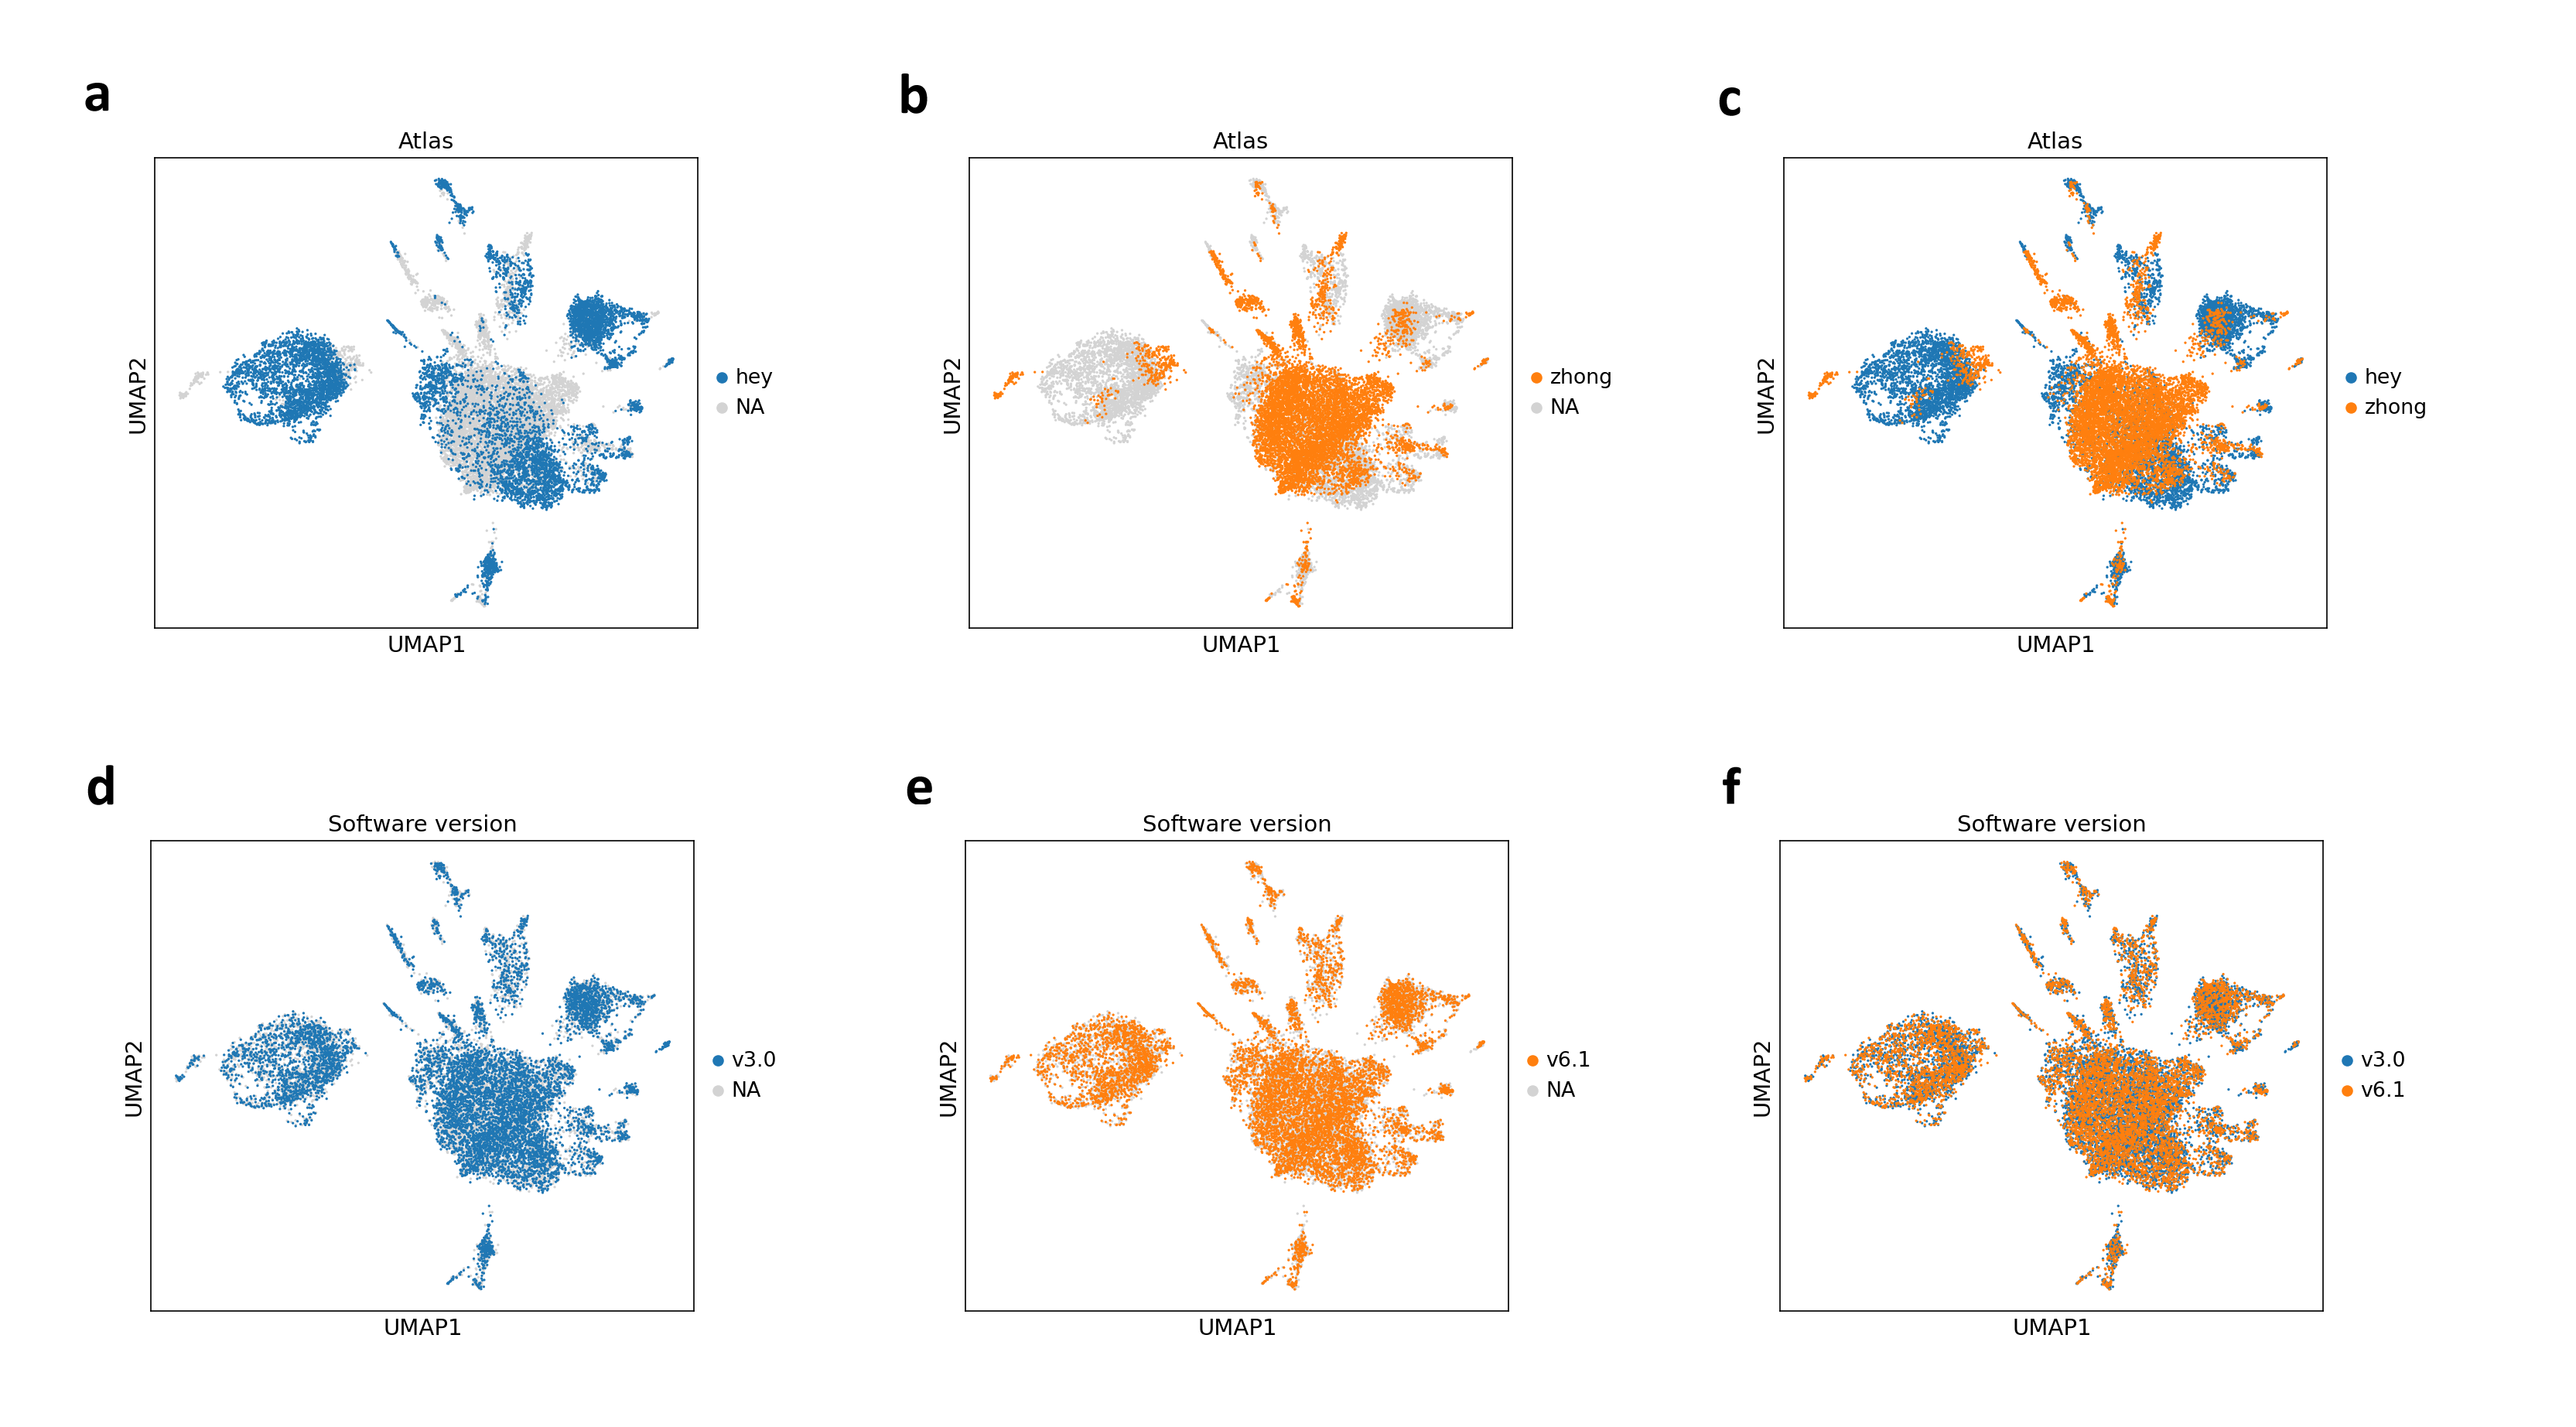 a
b
c
Atlas
Atlas
Atlas
UMAP2
hey
NA
UMAP1
UMAP2
zhong
NA
UMAP1
UMAP2
hey
zhong
UMAP1
d
e
f
Software version
Software version
Software version
UMAP2
v3.0
NA
UMAP1
UMAP2
v6.1
NA
UMAP1
UMAP2
v3.0
v6.1
UMAP1